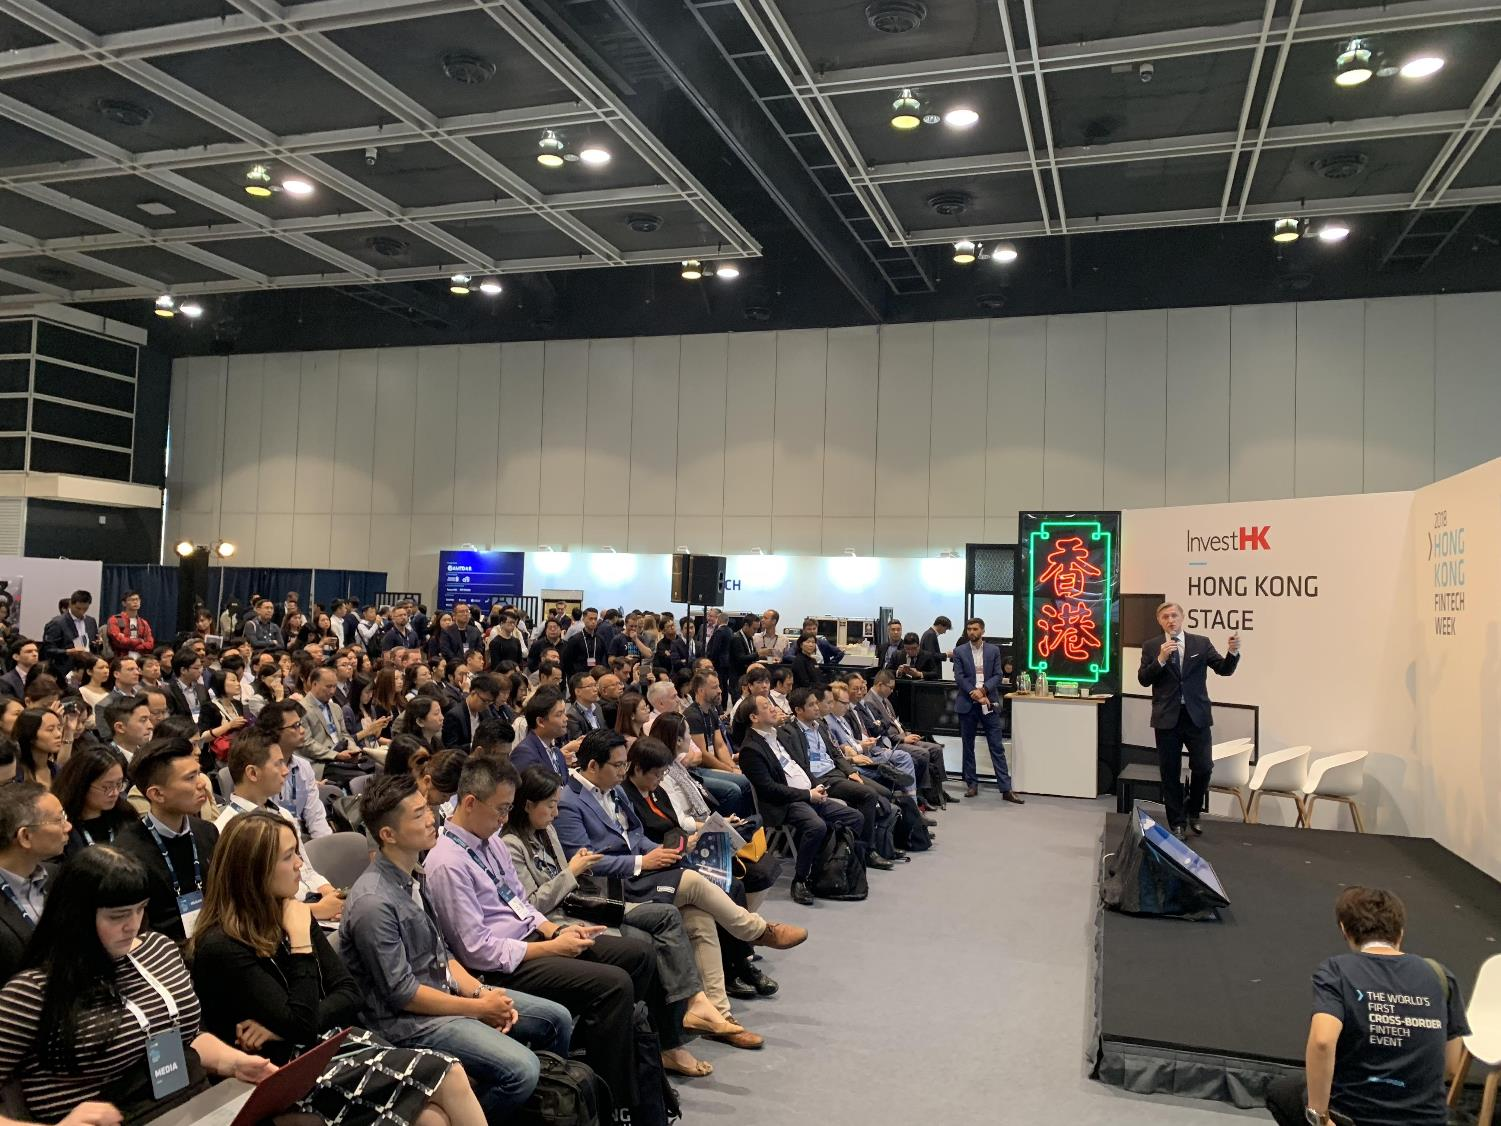 InvestHK
HONG KONG
STAGE
香
港
2018
HONG
KONG
FINTECH
WEEK
THE WORLD'S
FIRST
CROSS-BORDER
FINTECH
EVENT
MEDIA
CH